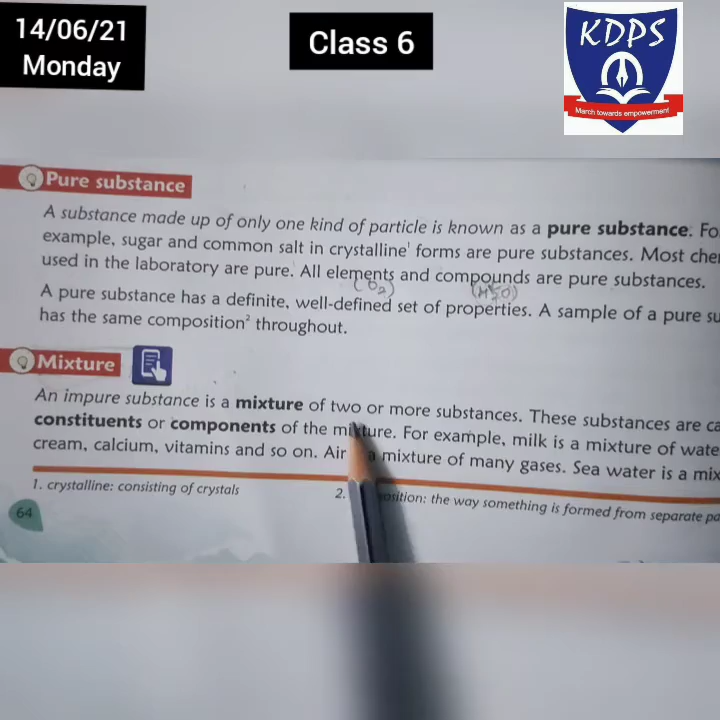 14/06/21
Monday
Class 6
KDPS
March towards empowerment
Pure substance
A substance made up of only one kind of particle is known as a pure substance. Fo
example, sugar and common salt in crystalline¹ forms are pure substances. Most che
used in the laboratory are pure. All elements and compounds are pure substances.
(O₂) (H₂O)
A pure substance has a definite, well-defined set of properties. A sample of a pure su
has the same composition² throughout.
Mixture
An impure substance is a mixture of two or more substances. These substances are ca
constituents or components of the mixture. For example, milk is a mixture of wate
cream, calcium, vitamins and so on. Air mixture of many gases. Sea water is a mix
1. crystalline: consisting of crystals
2. the way something is formed from separate pa
64